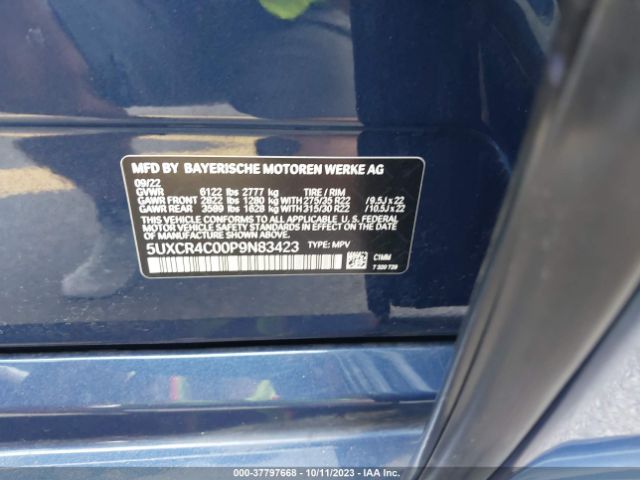 MFD BY BAYERISCHE MOTOREN WERKE AG
09/22
GVWR 6122 lbs 2777 kg TIRE / RIM
GAWR FRONT 2822 lbs 1280 kg WITH 275/35 R22 /9.5J x 22
GAWR REAR 3589 lbs 1628 kg WITH 315/30 R22 /10.5J x 22
THIS VEHICLE CONFORMS TO ALL APPLICABLE U. S. FEDERAL
MOTOR VEHICLE SAFETY STANDARDS IN EFFECT ON THE
DATE OF MANUFACTURE SHOWN ABOVE.
5UXCR4C00P9N83423 TYPE: MPV
C1MM
7 320 729
000-37797668 - 10/11/2023 - IAA Inc.